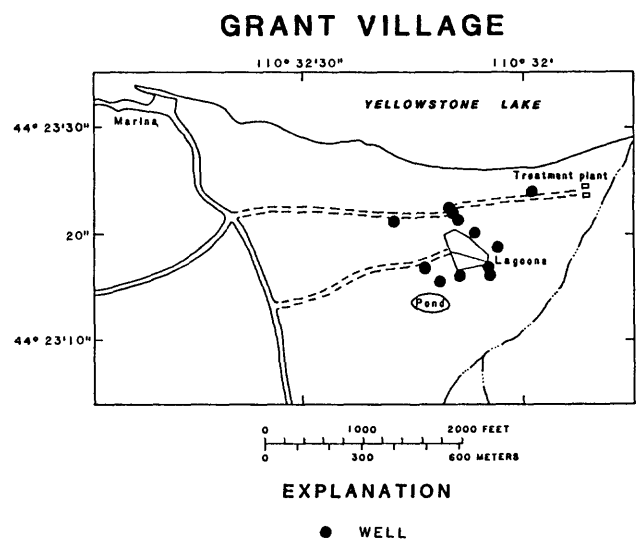 GRANT VILLAGE
110° 32'30" 110° 32'
YELLOWSTONE LAKE
44° 23'30"
Marina
Treatment plant
20"
Lagoons
Pond
44° 23'10"
0 1000 2000 FEET
0 300 600 METERS
EXPLANATION
WELL